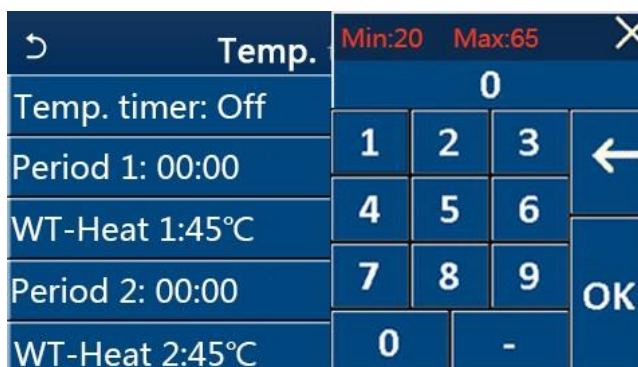 Temp.
Temp. timer: Off
Period 1: 00:00
WT-Heat 1:45℃
Period 2: 00:00
WT-Heat 2:45℃
Min:20 Max:65
0
1 2 3
4 5 6
7 8 9
0 -
OK